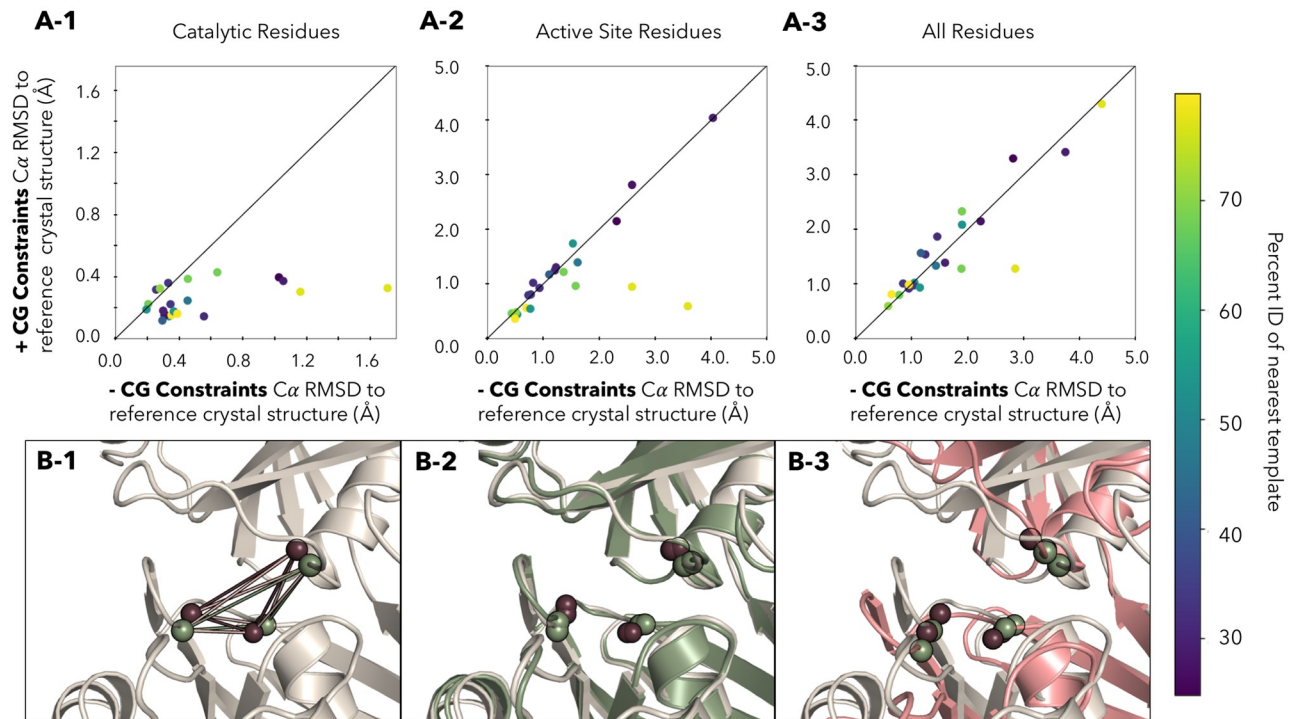 A-1
Catalytic Residues
A-2
Active Site Residues
A-3
All Residues
+ CG Constraints Cα RMSD to
reference crystal structure (Å)
1.6
1.2
0.8
0.4
0.0
0.0
0.4
0.8
1.2
1.6
- CG Constraints Cα RMSD to
reference crystal structure (Å)
5.0
4.0
3.0
2.0
1.0
0.0
0.0
1.0
2.0
3.0
4.0
5.0
- CG Constraints Cα RMSD to
reference crystal structure (Å)
5.0
4.0
3.0
2.0
1.0
0.0
0.0
1.0
2.0
3.0
4.0
5.0
- CG Constraints Cα RMSD to
reference crystal structure (Å)
70
60
50
40
30
Percent ID of nearest template
B-1
B-2
B-3